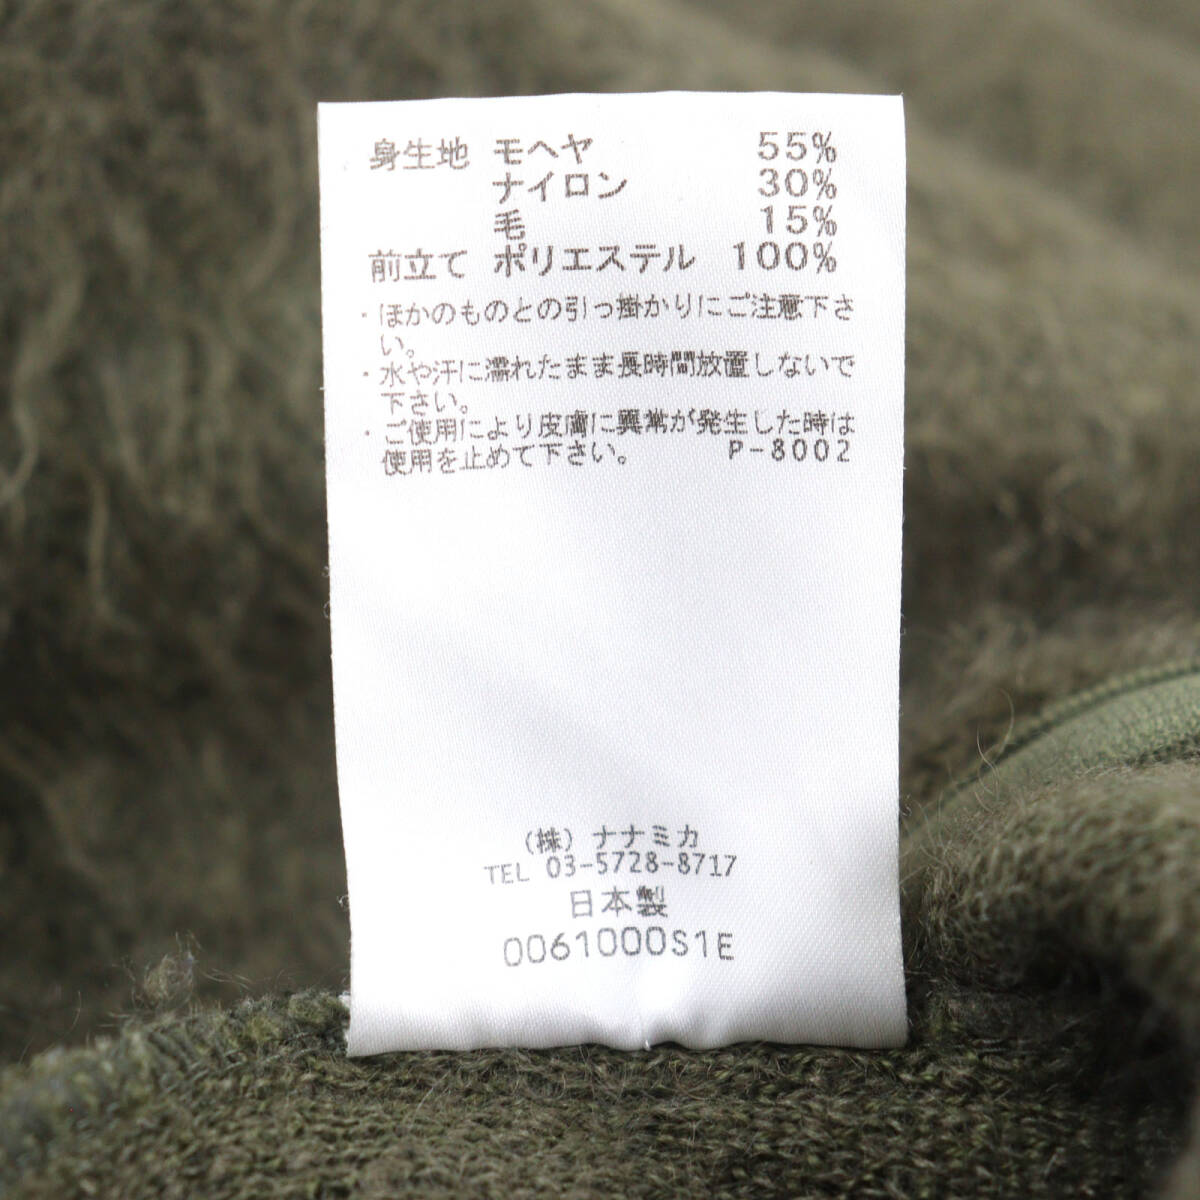 身生地 モヘヤ 55%
ナイロン 30%
毛 15%
前立て ポリエステル 100%
・ほかのものとの引っ掛かりにご注意下さ
い。
・水や汗に濡れたまま長時間放置しないで
下さい。
・ご使用により皮膚に異常が発生した時は
使用を止めて下さい。 P-8002
(株) ナナミカ
TEL 03-5728-8717
日本製
0061000S1E